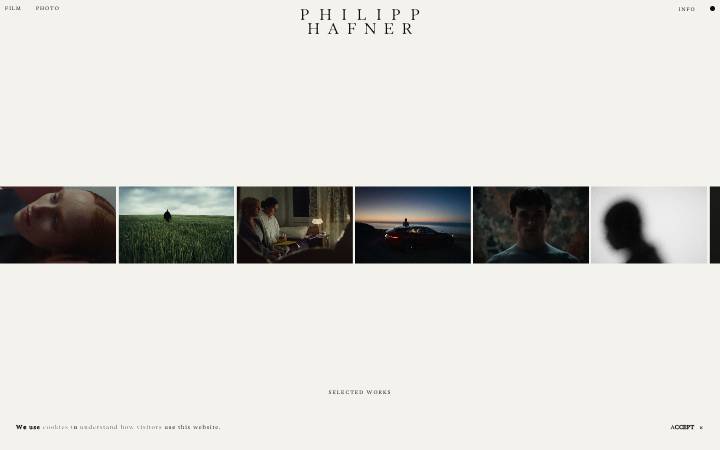 FILM PHOTO
PHILIPP
HAFNER
INFO
SELECTED WORKS
We use cookies to understand how visitors use this website.
ACCEPT x